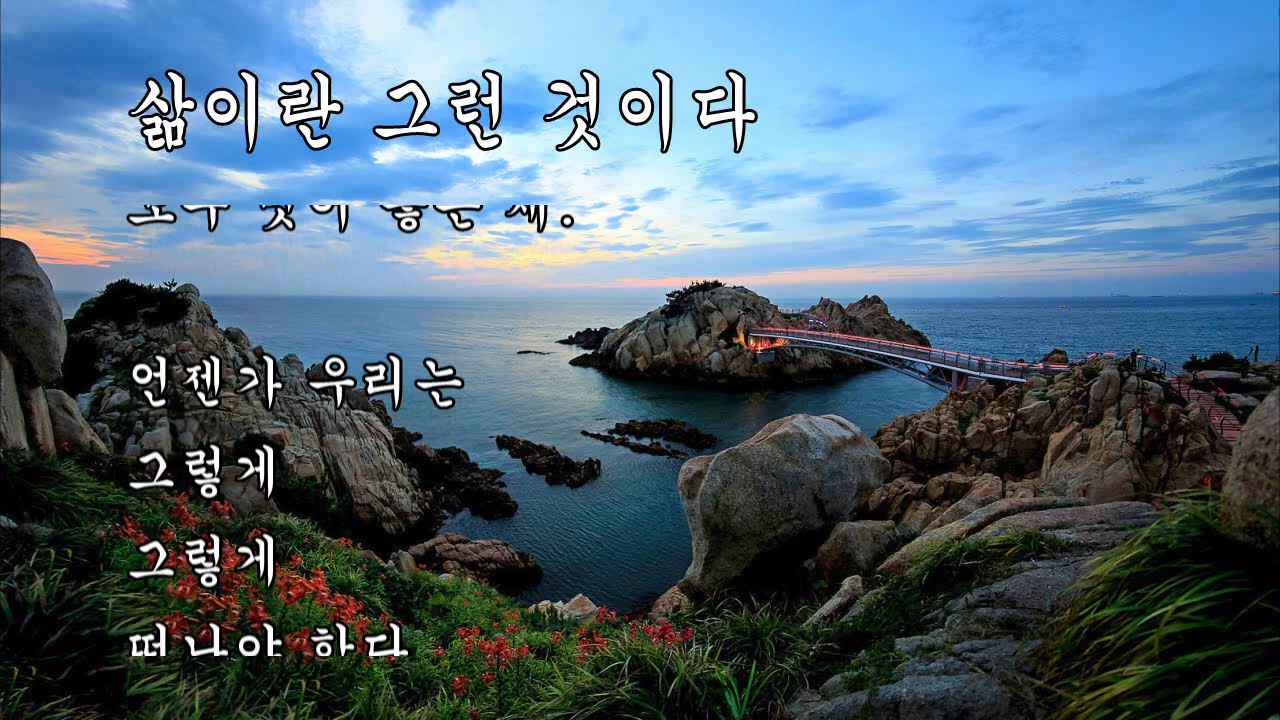 삶이란 그런 것이다
언젠가 우리는
그렇게
그렇게
떠나야 한다